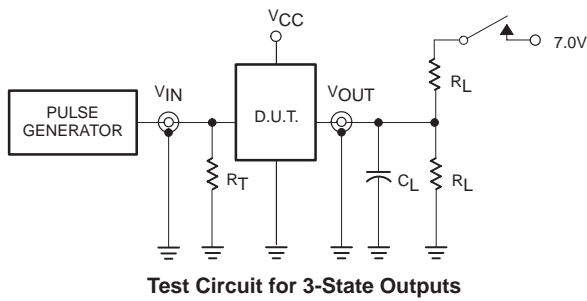 VCC
7.0V
RL
PULSE
GENERATOR
VIN
D.U.T.
VOUT
RT
CL
RL
Test Circuit for 3-State Outputs